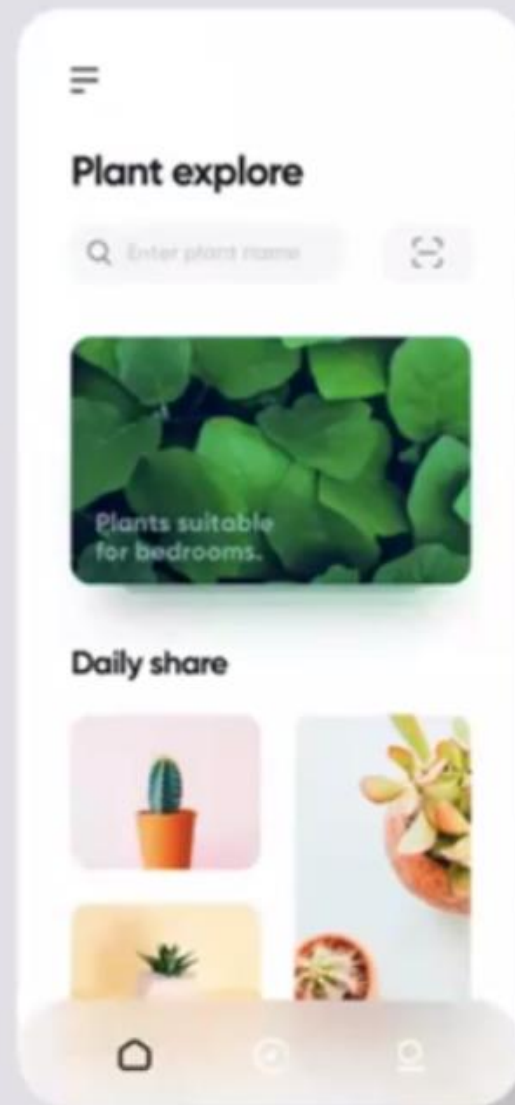 Plant explore
Enter plant name
Plants suitable
for bedrooms.
Daily share